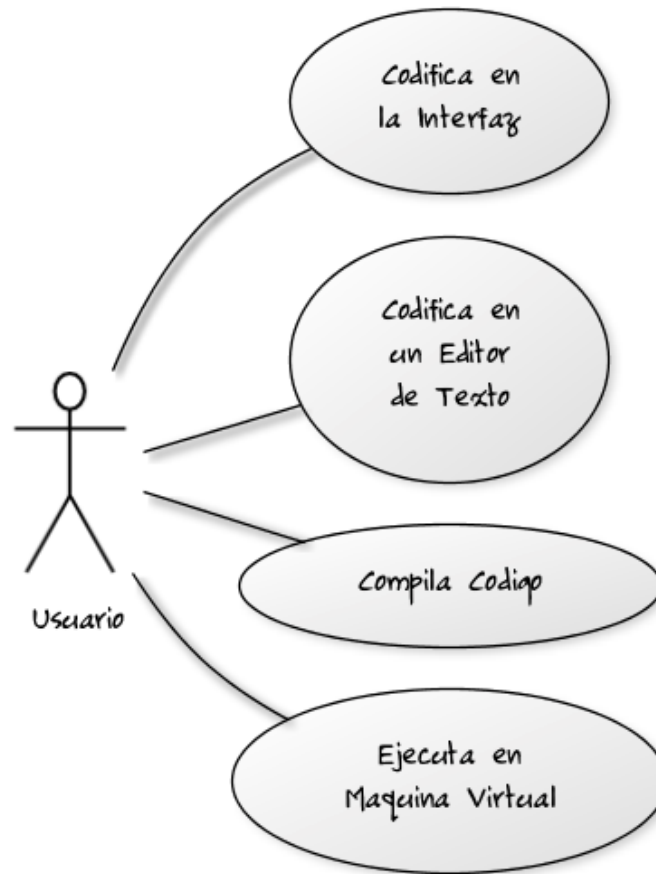 Codifica en
la Interfaz
Codifica en
un Editor
de Texto
Compila Codigo
Usuario
Ejecuta en
Maquina Virtual